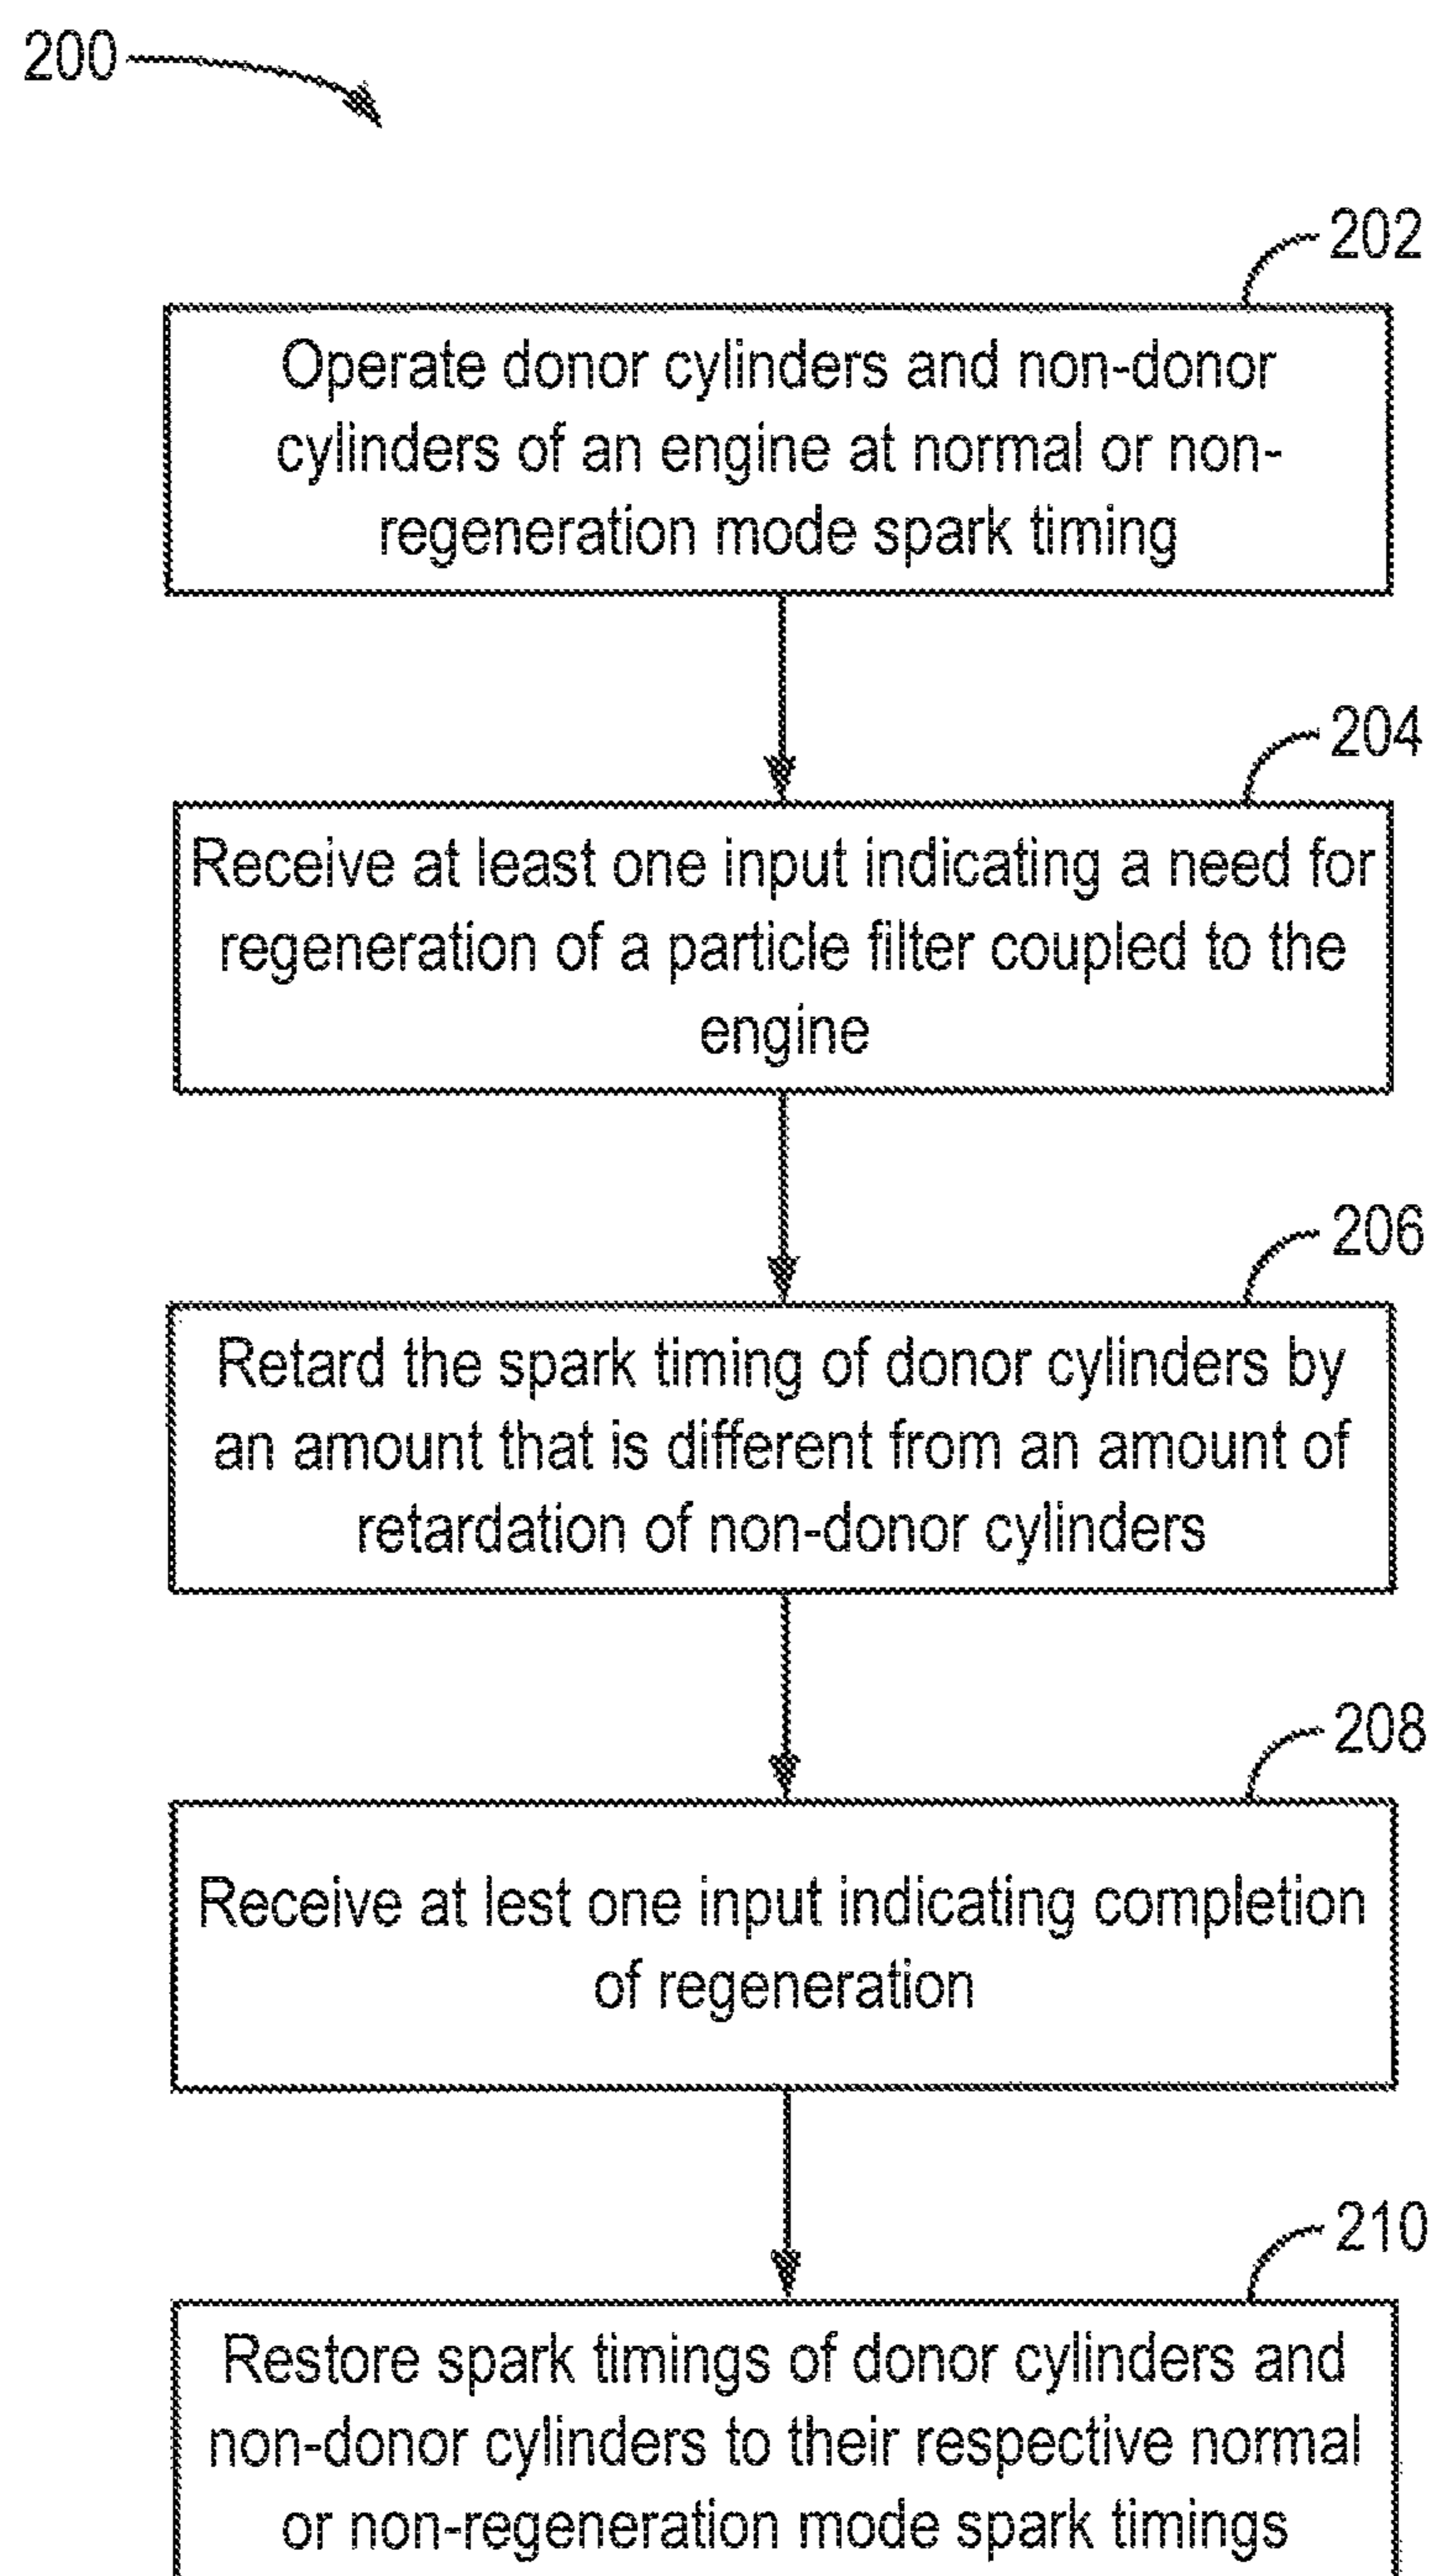 200
202
Operate donor cylinders and non-donor
cylinders of an engine at normal or non-
regeneration mode spark timing
204
Receive at least one input indicating a need for
regeneration of a particle filter coupled to the
engine
206
Retard the spark timing of donor cylinders by
an amount that is different from an amount of
retardation of non-donor cylinders
208
Receive at lest one input indicating completion
of regeneration
210
Restore spark timings of donor cylinders and
non-donor cylinders to their respective normal
or non-regeneration mode spark timings